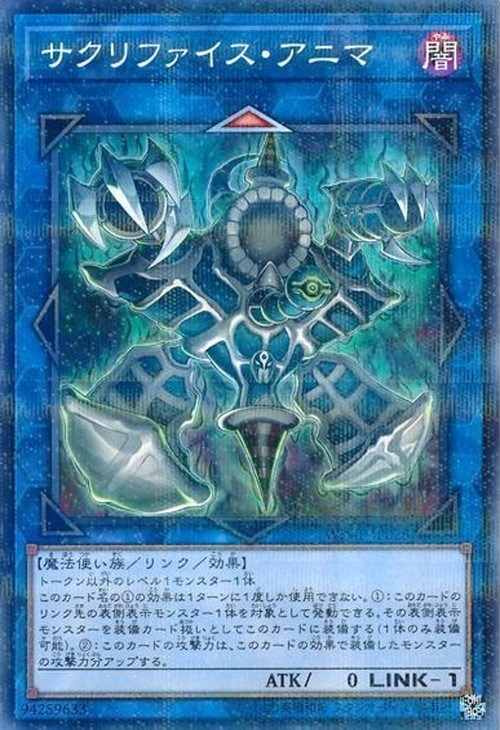 サクリファイス・アニマ
闇
【魔法使い族/リンク/効果】
トークン以外のレベル1モンスター1体
このカード名の①の効果は1ターンに1度しか使用できない。①:このカードの
リンク先の表側表示モンスター1体を対象として発動できる。その表側表示
モンスターを装備カード扱いとしてこのカードに装備する(1体のみ装備
可能)。②:このカードの攻撃力は、このカードの効果で装備したモンスター
の攻撃力分アップする。
ATK/ 0 LINK-1
94259633